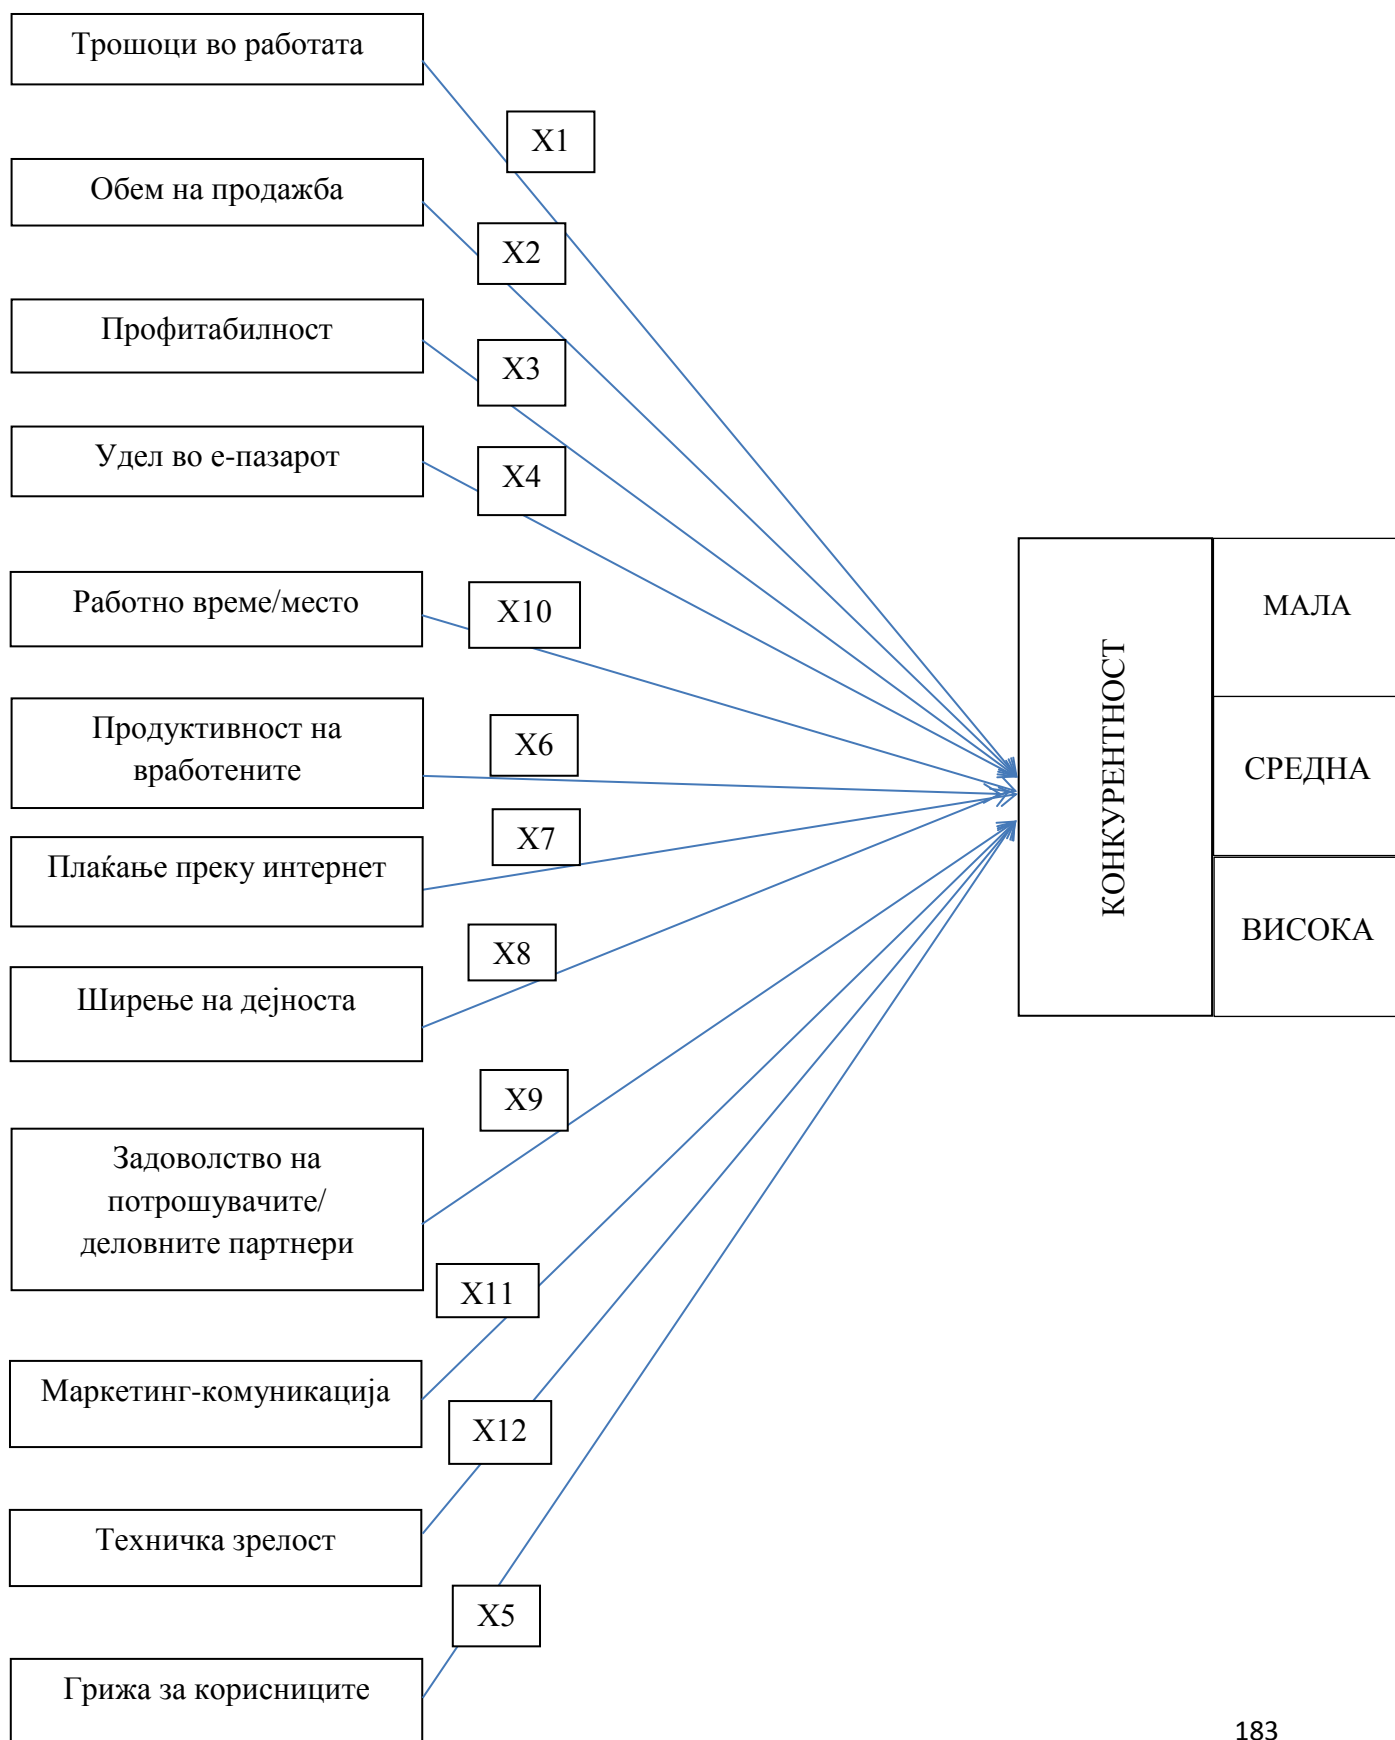 Трошоци во работата
X1
Обем на продажба
X2
Профитабилност
X3
Удел во е-пазарот
X4
Работно време/место
X10
Продуктивност на
вработените
X6
Плаќање преку интернет
X7
Ширење на дејноста
X8
Задоволство на
потрошувачите/
деловните партнери
X9
Маркетинг-комуникација
X11
Техничка зрелост
X12
Грижа за корисниците
X5
КОНКУРЕНТНОСТ
МАЛА
СРЕДНА
ВИСОКА
183